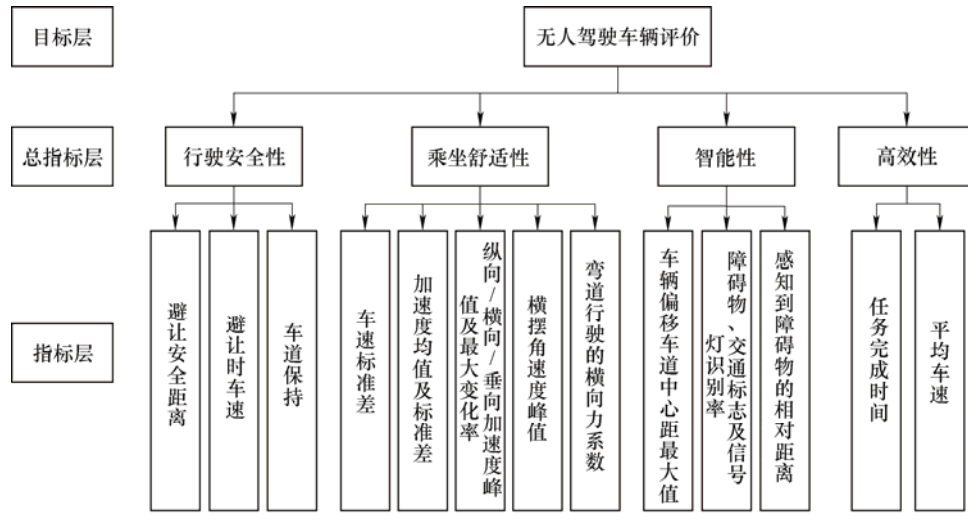 目标层
无人驾驶车辆评价
总指标层
行驶安全性
乘坐舒适性
智能性
高效性
指标层
避让安全距离
避让时车速
车道保持
车速标准差
加速度均值及标准差
纵向/横向/垂向加速度峰
值及最大变化率
横摆角速度峰值
弯道行驶的横向力系数
车辆偏移车道中心距最大值
障碍物、交通标志及信号
灯识别率
感知到障碍物的相对距离
任务完成时间
平均车速